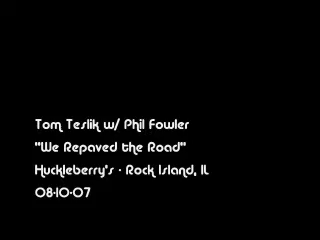 Tom Teslik w/ Phil Fowler
"We Repaved the Road"
Huckleberry's - Rock Island, IL
08-10-07